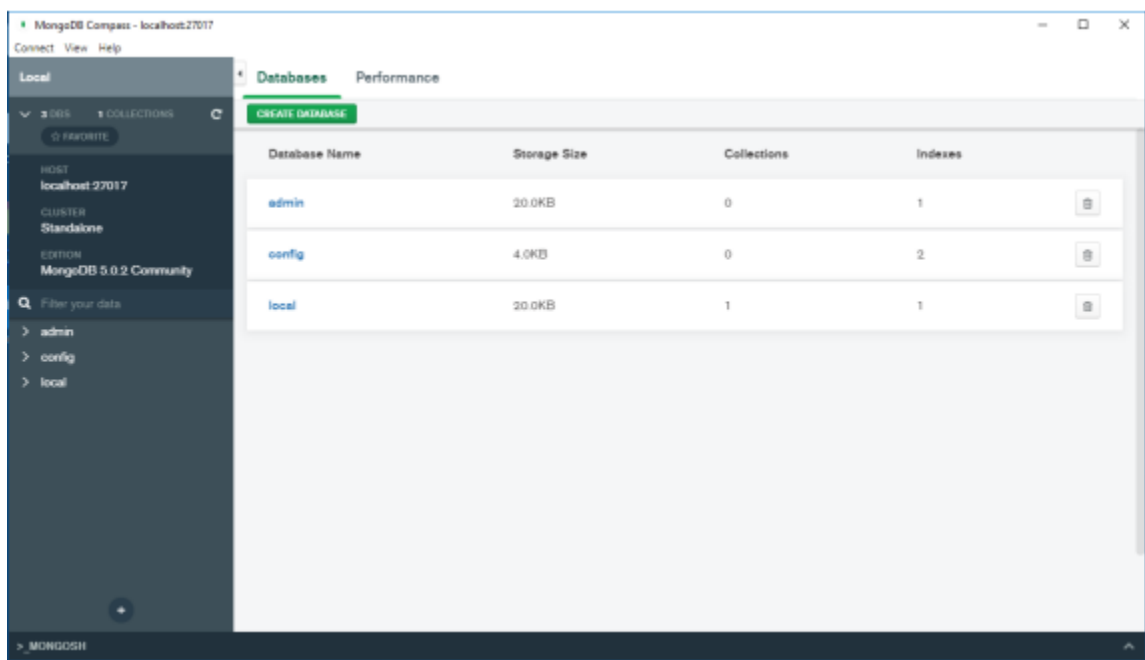 MongoDB Compass - localhost:27017
Connect View Help
Local
Databases Performance
3 DBS 1 COLLECTIONS
CREATE DATABASE
FAVORITE
Database Name Storage Size Collections Indexes
HOST
localhost:27017
admin 20.0KB 0 1
CLUSTER
Standalone
EDITION
MongoDB 5.0.2 Community
config 4.0KB 0 2
Filter your data
local 20.0KB 1 1
admin
config
local
>_MONGOSH